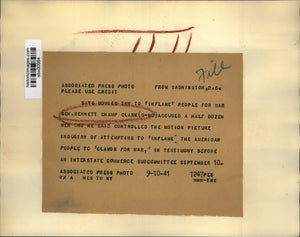 File
ASSOCIATED PRESS PHOTO FROM WASHINGTON, D.C.
PLEASE USE CREDIT
SAYS MOVIES TRY TO "INFLAME" PEOPLE FOR WAR
SEN. BENNETT CHAMP CLARK (D-MO) ACCUSED A HALF DOZEN
MEN WHO HE SAID CONTROLLED THE MOTION PICTURE
INDUSTRY OF ATTEMPTING TO "INFLAME" THE AMERICAN
PEOPLE TO "CLAMOR FOR WAR," IN TESTIMONY BEFORE
AN INTERSTATE COMMERCE SUBCOMMITTEE SEPTEMBER 10.
ASSOCIATED PRESS PHOTO 9-10-41
WX TO NY